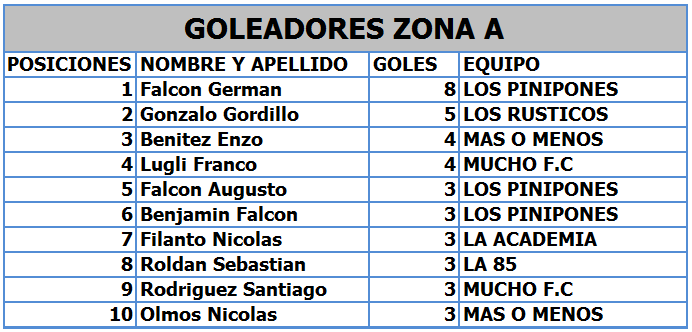 GOLEADORES ZONA A
POSICIONES NOMBRE Y APELLIDO GOLES EQUIPO
1 Falcon German 8 LOS PINIPONES
2 Gonzalo Gordillo 5 LOS RUSTICOS
3 Benitez Enzo 4 MAS O MENOS
4 Lugli Franco 4 MUCHO F.C
5 Falcon Augusto 3 LOS PINIPONES
6 Benjamin Falcon 3 LOS PINIPONES
7 Filanto Nicolas 3 LA ACADEMIA
8 Roldan Sebastian 3 LA 85
9 Rodriguez Santiago 3 MUCHO F.C
10 Olmos Nicolas 3 MAS O MENOS